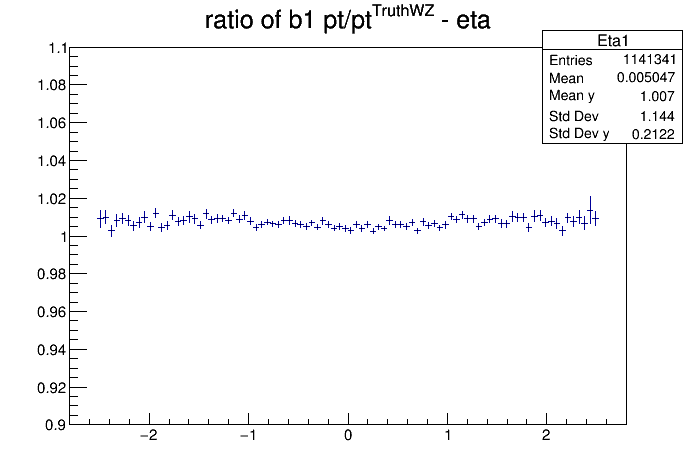 ratio of b1 pt/pt^TruthWZ - eta
Eta1
Entries 1141341
Mean 0.005047
Mean y 1.007
Std Dev 1.144
Std Dev y 0.2122
1.1
1.08
1.06
1.04
1.02
1
0.98
0.96
0.94
0.92
0.9
−2 −1 0 1 2